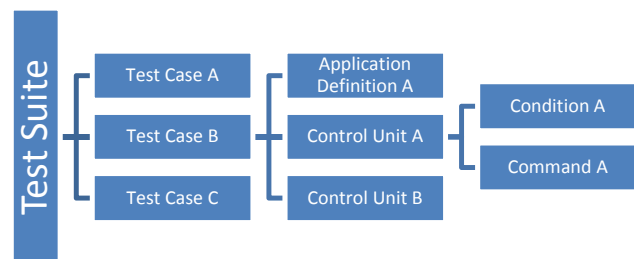 Test Suite
Test Case A
Test Case B
Test Case C
Application
Definition A
Control Unit A
Control Unit B
Condition A
Command A